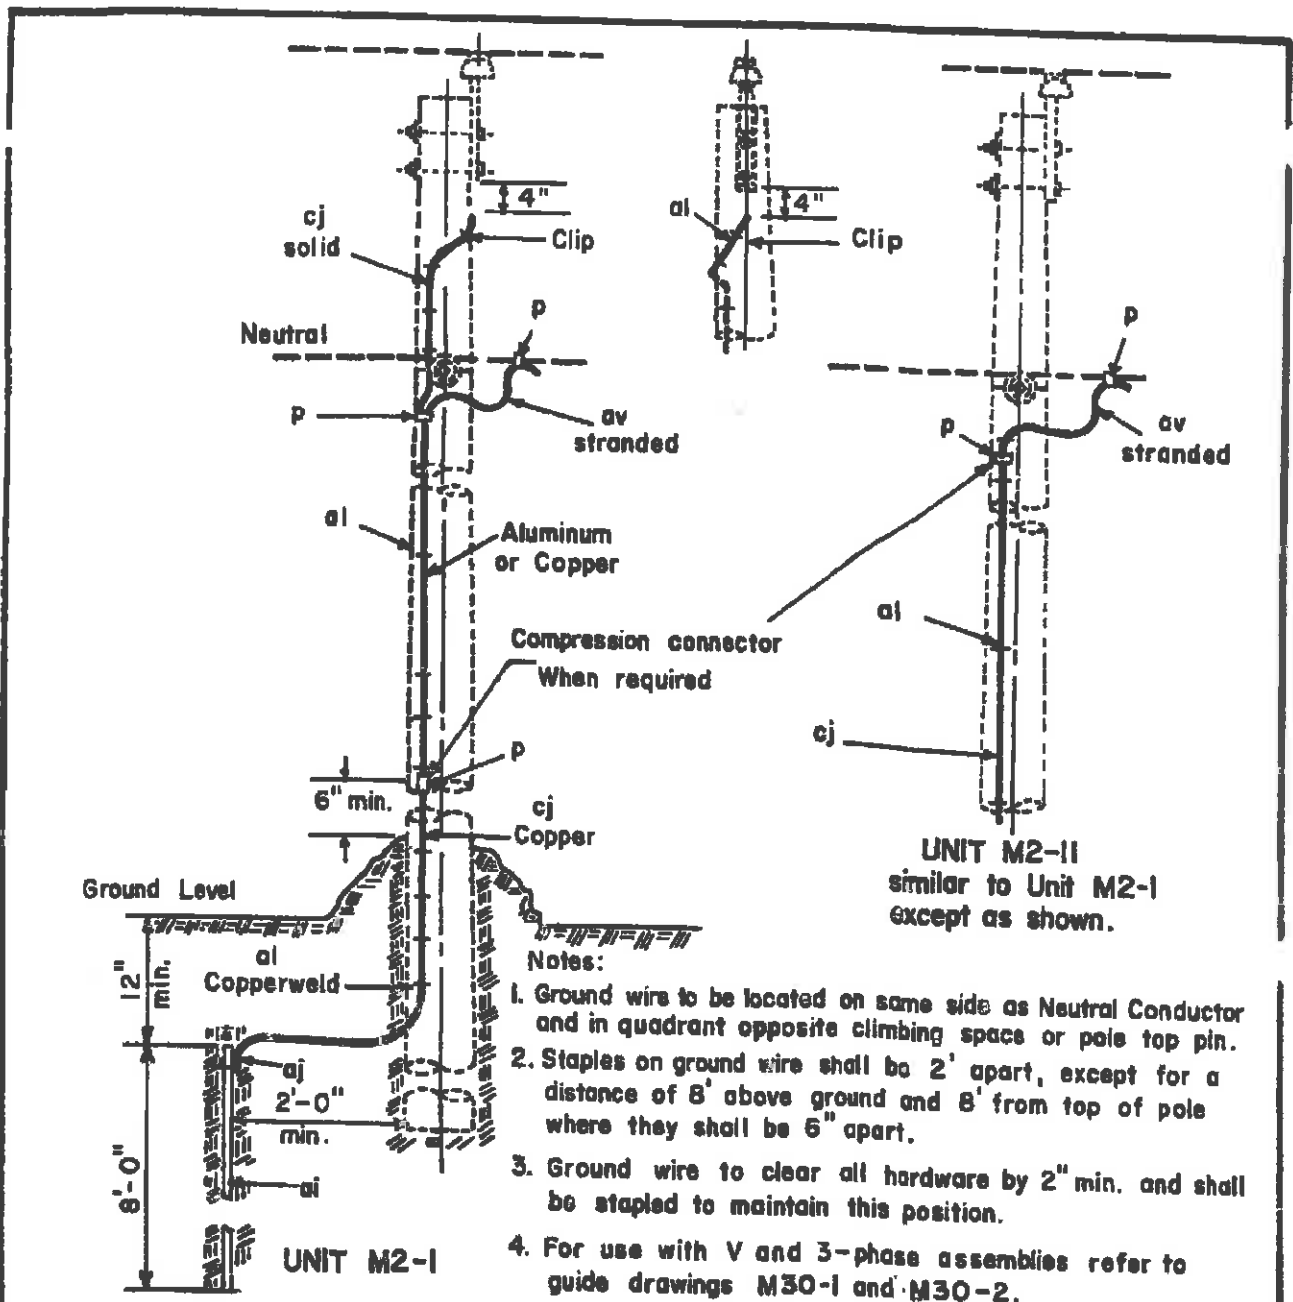 4"
4"
cj
solid
Clip
al
Clip
p
p
Neutral
p
av
stranded
p
av
stranded
al
Aluminum
or Copper
al
Compression connector
When required
cj
p
6" min.
cj
Copper
UNIT M2-11
similar to Unit M2-1
except as shown.
Ground Level
12"
min.
al
Copperweld
aj
2'-0"
min.
8'-0"
ai
UNIT M2-1
Notes:
1. Ground wire to be located on same side as Neutral Conductor
and in quadrant opposite climbing space or pole top pin.
2. Staples on ground wire shall be 2' apart, except for a
distance of 8' above ground and 8' from top of pole
where they shall be 6" apart.
3. Ground wire to clear all hardware by 2" min. and shall
be stapled to maintain this position.
4. For use with V and 3-phase assemblies refer to
guide drawings M30-1 and M30-2.